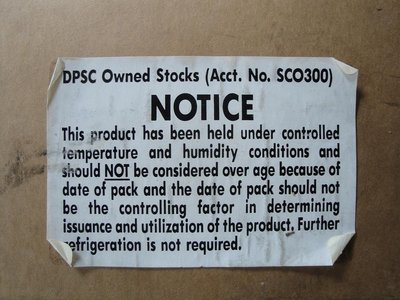 DPSC Owned Stocks (Acct. No. SCO300)
NOTICE
This product has been held under controlled
temperature and humidity conditions and
should NOT be considered over age because of
date of pack and the date of pack should not
be the controlling factor in determining
issuance and utilization of the product. Further
refrigeration is not required.